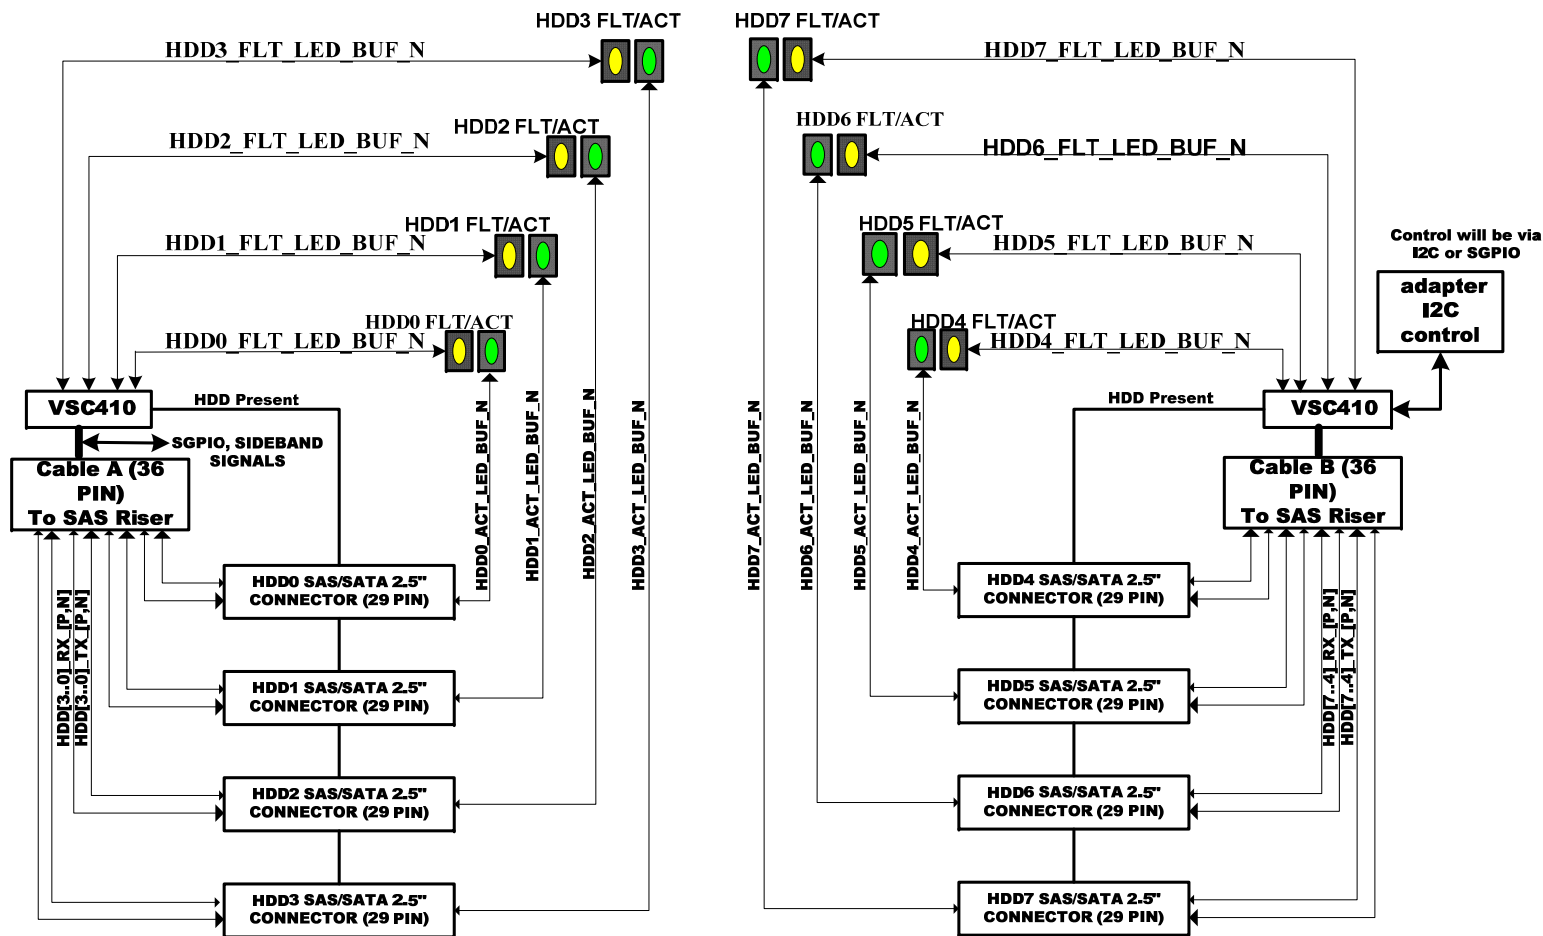 HDD3 FLT/ACT
HDD7 FLT/ACT
HDD3_FLT_LED_BUF_N
HDD7_FLT_LED_BUF_N
HDD2 FLT/ACT
HDD6 FLT/ACT
HDD2_FLT_LED_BUF_N
HDD6_FLT_LED_BUF_N
HDD1 FLT/ACT
HDD5 FLT/ACT
HDD1_FLT_LED_BUF_N
HDD5_FLT_LED_BUF_N
Control will be via
I2C or SGPIO
adapter
I2C
control
HDD0 FLT/ACT
HDD4 FLT/ACT
HDD0_FLT_LED_BUF_N
HDD4_FLT_LED_BUF_N
VSC410
HDD Present
HDD Present
VSC410
SGPIO, SIDEBAND
SIGNALS
Cable A (36
PIN)
To SAS Riser
Cable B (36
PIN)
To SAS Riser
HDD0_ACT_LED_BUF_N
HDD1_ACT_LED_BUF_N
HDD2_ACT_LED_BUF_N
HDD3_ACT_LED_BUF_N
HDD7_ACT_LED_BUF_N
HDD6_ACT_LED_BUF_N
HDD5_ACT_LED_BUF_N
HDD4_ACT_LED_BUF_N
HDD[3..0]_RX_[P,N]
HDD[3..0]_TX_[P,N]
HDD[7..4]_RX_[P,N]
HDD[7..4]_TX_[P,N]
HDD0 SAS/SATA 2.5"
CONNECTOR (29 PIN)
HDD4 SAS/SATA 2.5"
CONNECTOR (29 PIN)
HDD1 SAS/SATA 2.5"
CONNECTOR (29 PIN)
HDD5 SAS/SATA 2.5"
CONNECTOR (29 PIN)
HDD2 SAS/SATA 2.5"
CONNECTOR (29 PIN)
HDD6 SAS/SATA 2.5"
CONNECTOR (29 PIN)
HDD3 SAS/SATA 2.5"
CONNECTOR (29 PIN)
HDD7 SAS/SATA 2.5"
CONNECTOR (29 PIN)